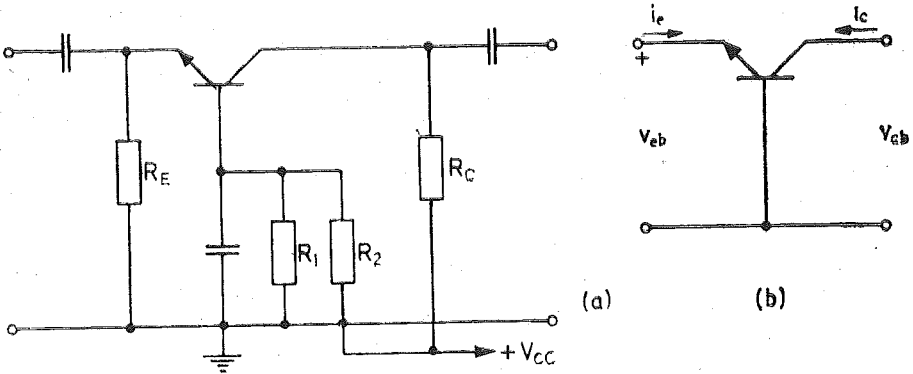 R_E
R_1
R_2
R_C
+ V_CC
(a)
i_e
I_c
+
V_eb
V_cb
(b)